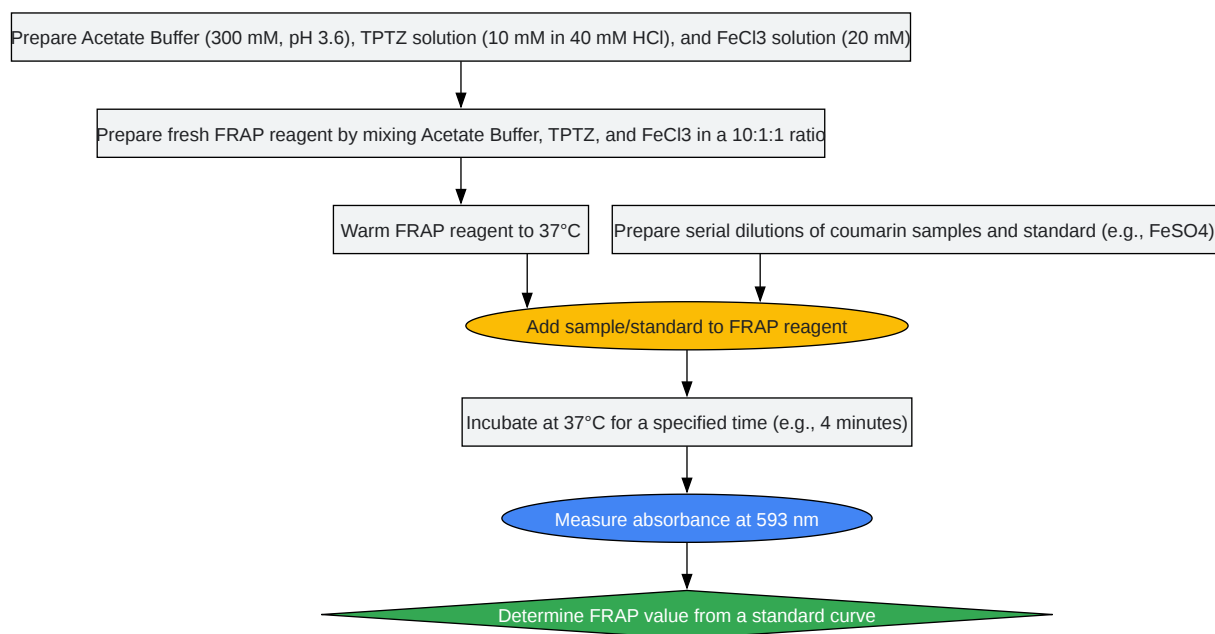 Prepare Acetate Buffer (300 mM, pH 3.6), TPTZ solution (10 mM in 40 mM HCl), and FeCl3 solution (20 mM)
Prepare fresh FRAP reagent by mixing Acetate Buffer, TPTZ, and FeCl3 in a 10:1:1 ratio
Warm FRAP reagent to 37°C
Prepare serial dilutions of coumarin samples and standard (e.g., FeSO4)
Add sample/standard to FRAP reagent
Incubate at 37°C for a specified time (e.g., 4 minutes)
Measure absorbance at 593 nm
Determine FRAP value from a standard curve